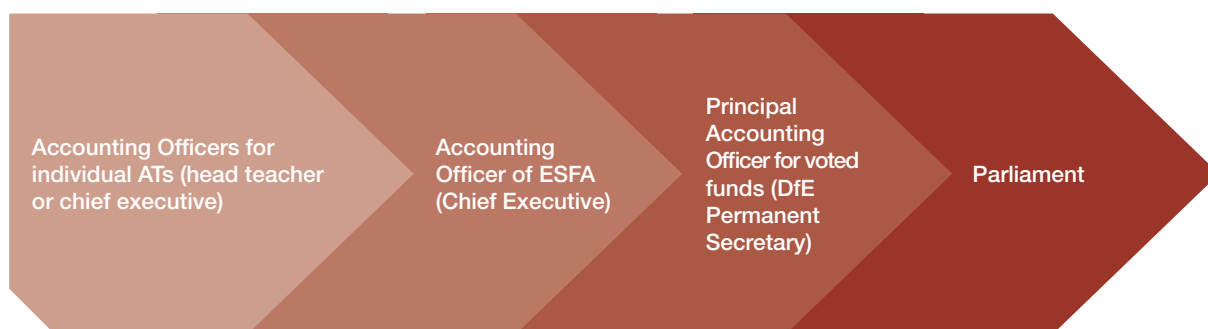 Accounting Officers for
individual ATs (head teacher
or chief executive)
Accounting
Officer of ESFA
(Chief Executive)
Principal
Accounting
Officer for voted
funds (DfE
Permanent
Secretary)
Parliament